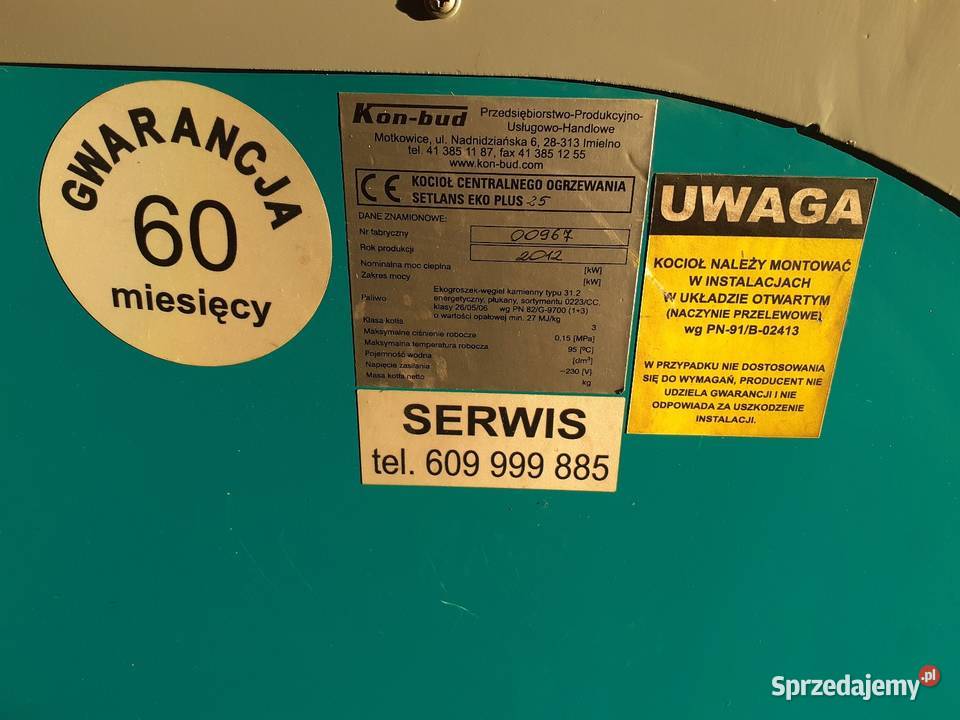 GWARANCJA
60
miesięcy
Kon-bud Przedsiębiorstwo-Produkcyjno-
Usługowo-Handlowe
Motkowice, ul. Nadnidziańska 6, 28-313 Imielno
tel. 41 385 11 87, fax 41 385 12 55
www.kon-bud.com
CE KOCIOŁ CENTRALNEGO OGRZEWANIA
SETLANS EKO PLUS 25
DANE ZNAMIONOWE:
Nr fabryczny 00967
Rok produkcji 2012
Nominalna moc cieplna [kW]
Zakres mocy [kW]
Paliwo Ekogroszek-węgiel kamienny typu 31.2
energetyczny, płukany, sortymentu 0223/CC,
klasy 26/05/06 wg PN 82/G-9700 (1+3)
o wartości opałowej min. 27 MJ/kg
Klasa kotła 3
Maksymalne ciśnienie robocze 0,15 [MPa]
Maksymalna temperatura robocza 95 [ºC]
Pojemność wodna [dm³]
Napięcie zasilania ~230 [V]
Masa kotła netto kg
SERWIS
tel. 609 999 885
UWAGA
KOCIOŁ NALEŻY MONTOWAĆ
W INSTALACJACH
W UKŁADZIE OTWARTYM
(NACZYNIE PRZELEWOWE)
wg PN-91/B-02413
W PRZYPADKU NIE DOSTOSOWANIA
SIĘ DO WYMAGAŃ, PRODUCENT NIE
UDZIELA GWARANCJI I NIE
ODPOWIADA ZA USZKODZENIE
INSTALACJI.
Sprzedajemy.pl